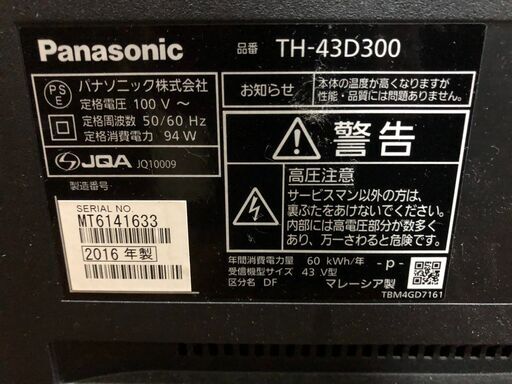 Panasonic
品番 TH-43D300
PS
E
パナソニック株式会社
定格電圧 100 V ～
定格周波数 50/60 Hz
定格消費電力 94 W
JQA JQ10009
製造番号
SERIAL NO.
MT6141633
2016 年製
お知らせ
本体の温度が高くなりますが
性能・品質には問題ありません。
警告
高圧注意
サービスマン以外の方は、
裏ぶたをあけないでください。
内部には高電圧部分が数多く
あり、万一さわると危険です。
年間消費電力量 60 kWh/年
受信機型サイズ 43 V型
区分名 DF
- p -
マレーシア製
TBM4GD7161